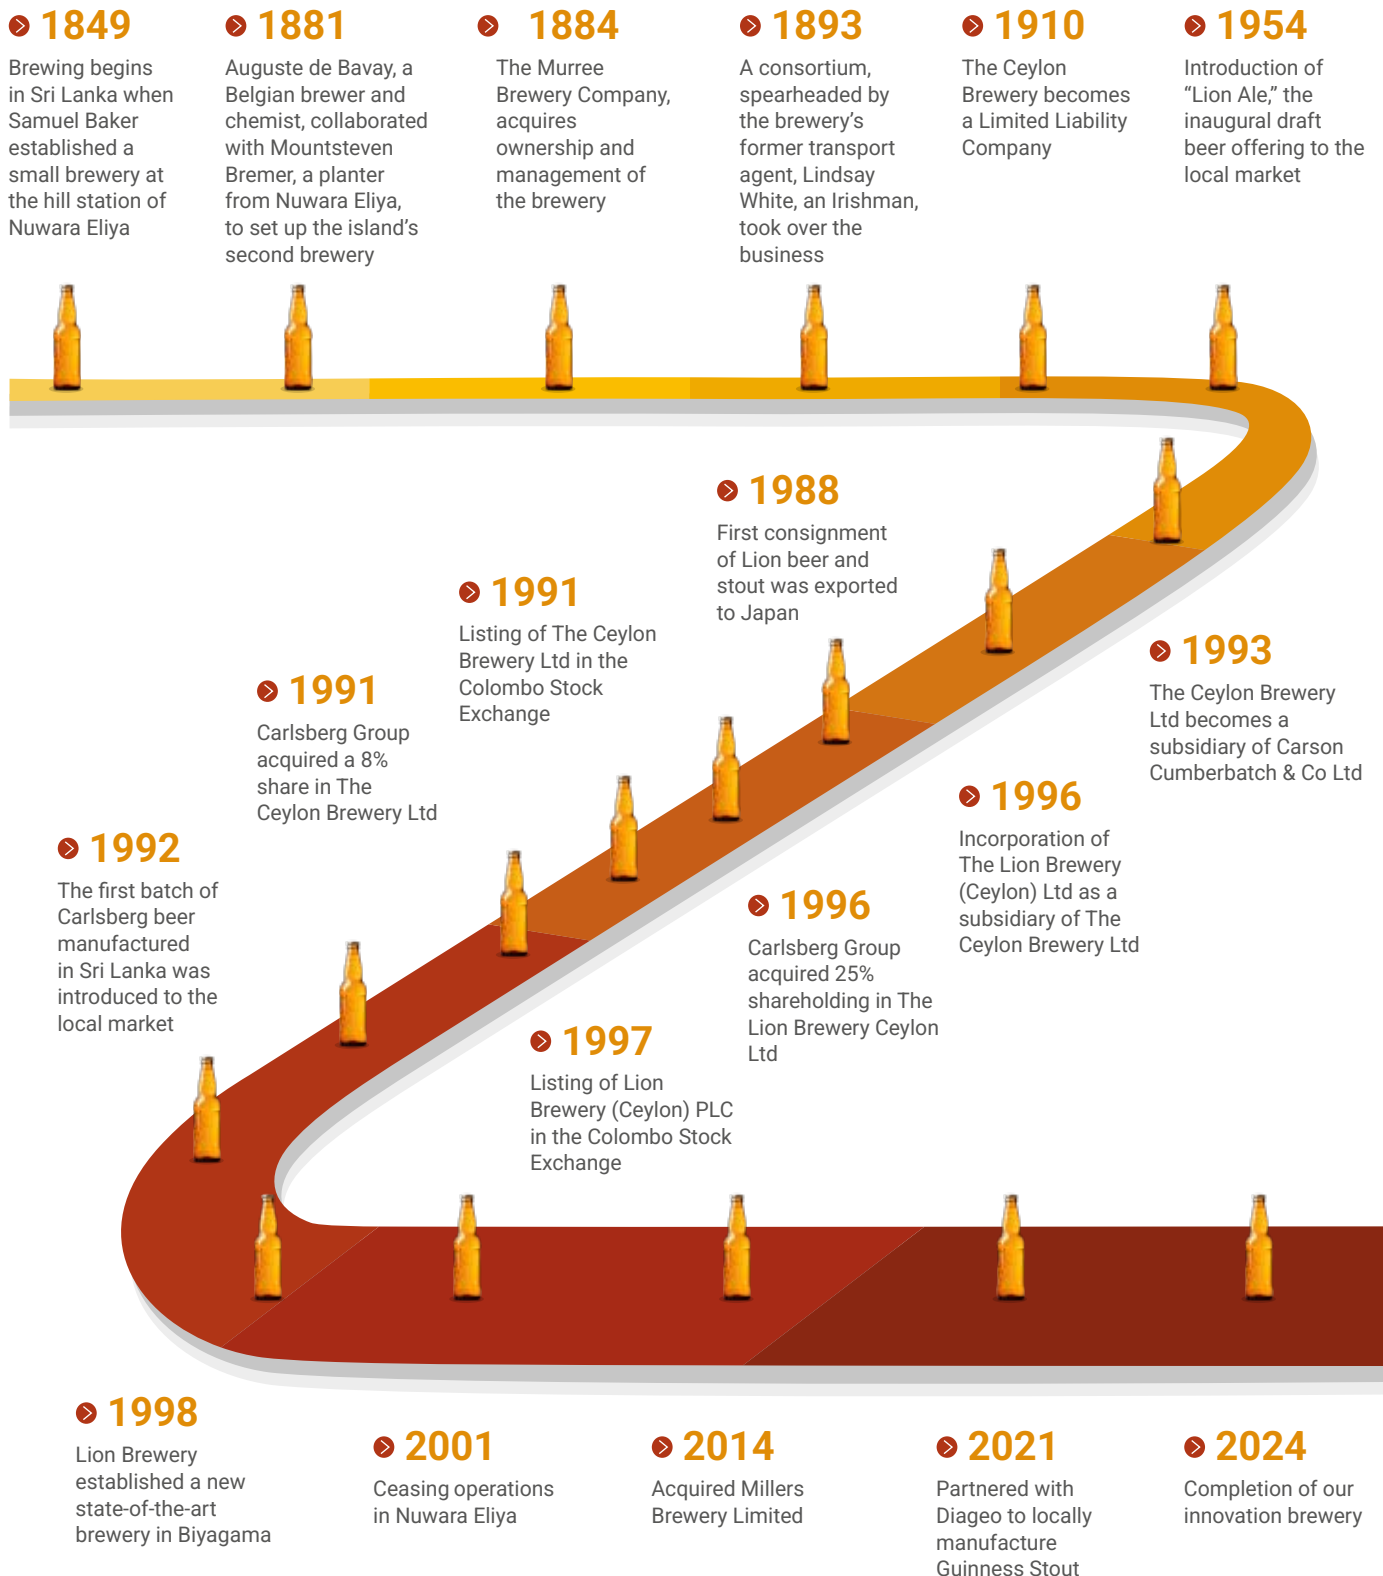 1849
Brewing begins
in Sri Lanka when
Samuel Baker
established a
small brewery at
the hill station of
Nuwara Eliya
1881
Auguste de Bavay, a
Belgian brewer and
chemist, collaborated
with Mountsteven
Bremer, a planter
from Nuwara Eliya,
to set up the island's
second brewery
1884
The Murree
Brewery Company,
acquires
ownership and
management of
the brewery
1893
A consortium,
spearheaded by
the brewery's
former transport
agent, Lindsay
White, an Irishman,
took over the
business
1910
The Ceylon
Brewery becomes
a Limited Liability
Company
1954
Introduction of
“Lion Ale,” the
inaugural draft
beer offering to the
local market
1988
First consignment
of Lion beer and
stout was exported
to Japan
1991
Listing of The Ceylon
Brewery Ltd in the
Colombo Stock
Exchange
1991
Carlsberg Group
acquired a 8%
share in The
Ceylon Brewery Ltd
1992
The first batch of
Carlsberg beer
manufactured
in Sri Lanka was
introduced to the
local market
1993
The Ceylon Brewery
Ltd becomes a
subsidiary of Carson
Cumberbatch & Co Ltd
1996
Incorporation of
The Lion Brewery
(Ceylon) Ltd as a
subsidiary of The
Ceylon Brewery Ltd
1996
Carlsberg Group
acquired 25%
shareholding in The
Lion Brewery Ceylon
Ltd
1997
Listing of Lion
Brewery (Ceylon) PLC
in the Colombo Stock
Exchange
1998
Lion Brewery
established a new
state-of-the-art
brewery in Biyagama
2001
Ceasing operations
in Nuwara Eliya
2014
Acquired Millers
Brewery Limited
2021
Partnered with
Diageo to locally
manufacture
Guinness Stout
2024
Completion of our
innovation brewery